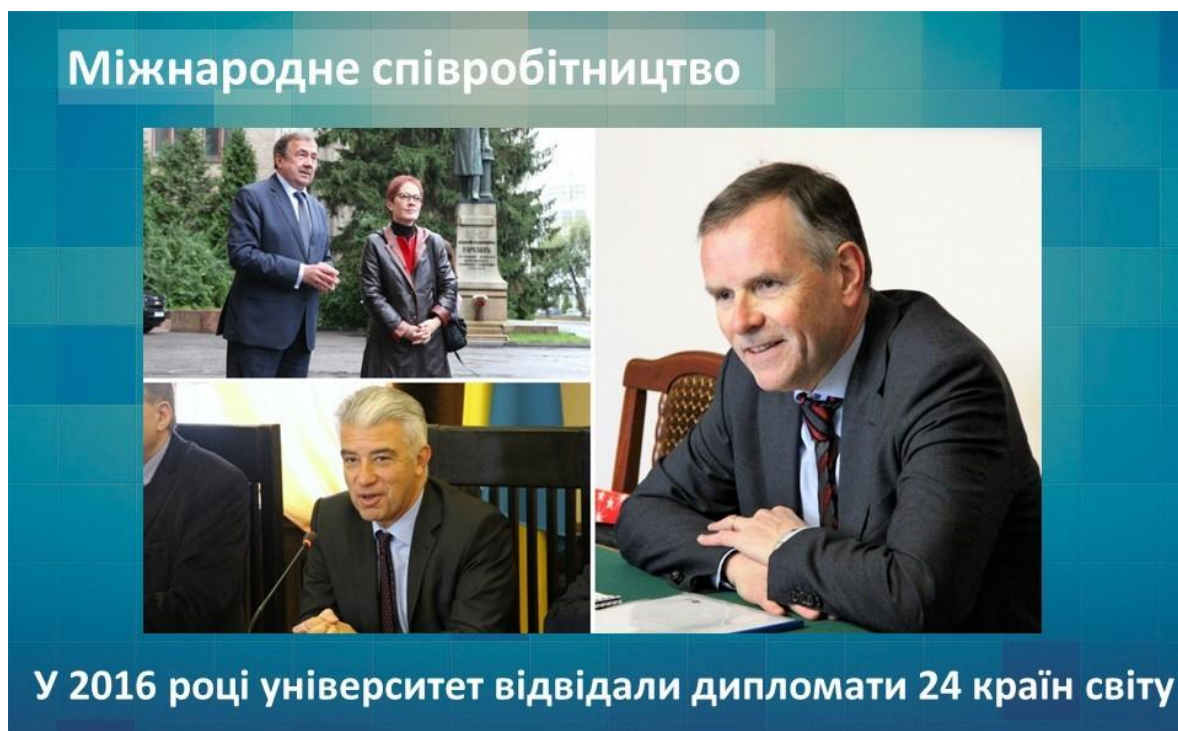 Міжнародне співробітництво
У 2016 році університет відвідали дипломати 24 країн світу